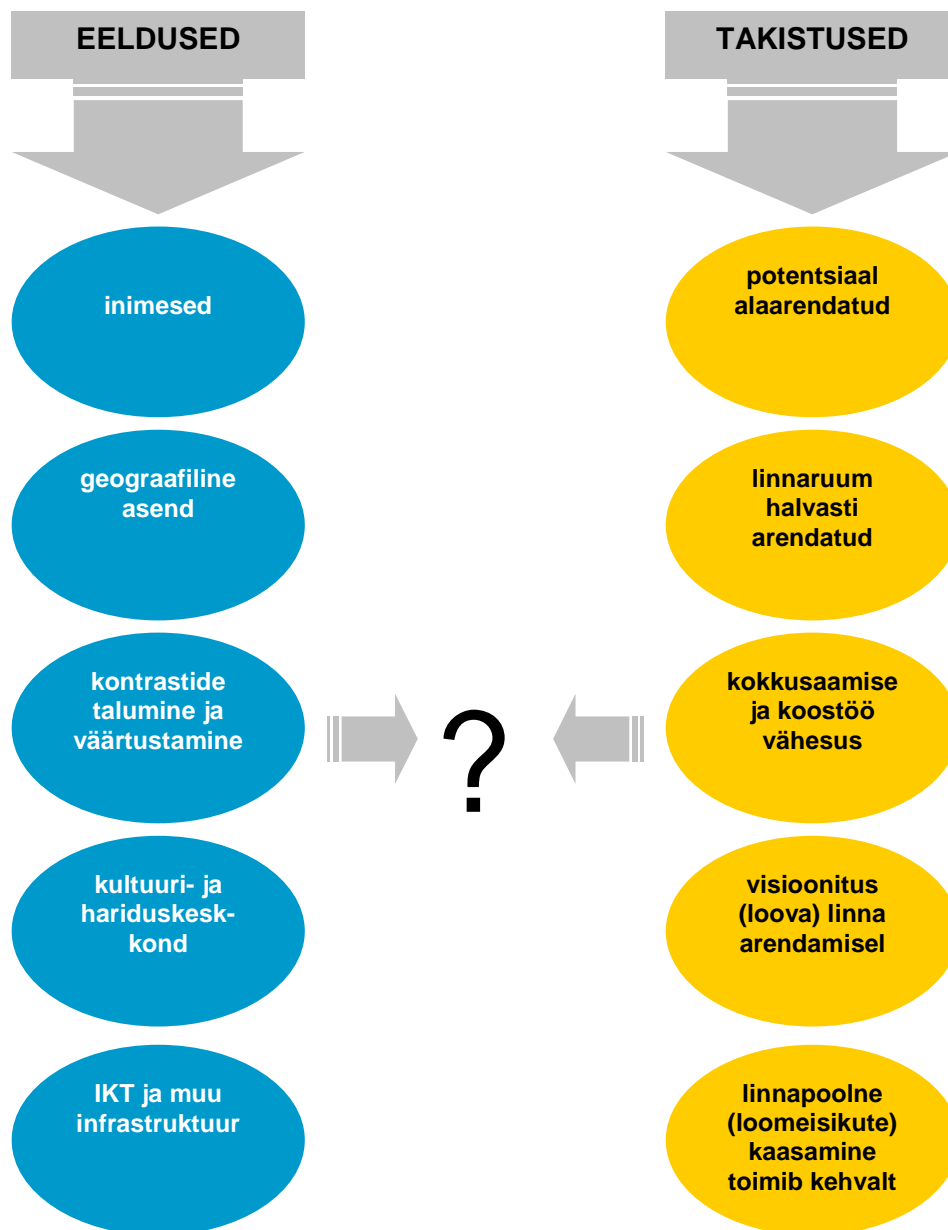 EELDUSED
inimesed
geograafiline
asend
kontrastide
talumine ja
väärtustamine
kultuuri- ja
hariduskesk-
kond
IKT ja muu
infrastruktuur
?
TAKISTUSED
potentsiaal
alaarendatud
linnaruum
halvasti
arendatud
kokkusaamise
ja koostöö
vähesus
visioonitus
(loova) linna
arendamisel
linnapoolne
(loomeisikute)
kaasamine
toimib kehvalt